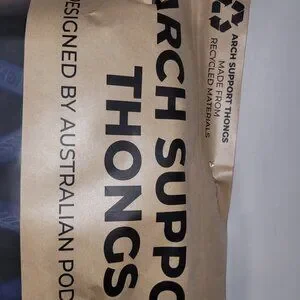 ARCH SUPPO
THONGS
DESIGNED BY AUSTRALIAN POD
ARCH SUPPORT THONGS
MADE FROM
RECYCLED MATERIALS